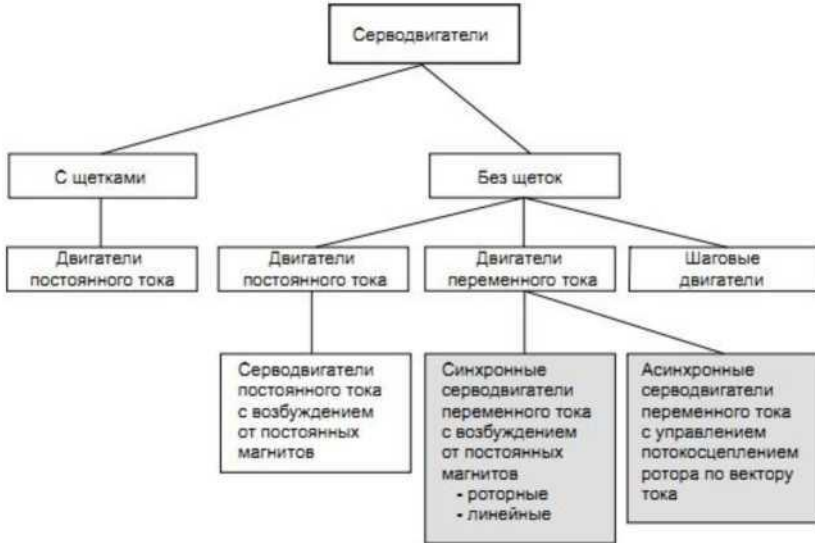 Серводвигатели
С щетками
Без щеток
Двигатели
постоянного тока
Двигатели
постоянного тока
Двигатели
переменного тока
Шаговые
двигатели
Серводвигатели
постоянного тока
с возбуждением
от постоянных
магнитов
Синхронные
серводвигатели
переменного тока
с возбуждением
от постоянных
магнитов
- роторные
- линейные
Асинхронные
серводвигатели
переменного тока
с управлением
потокосцеплением
ротора по вектору
тока